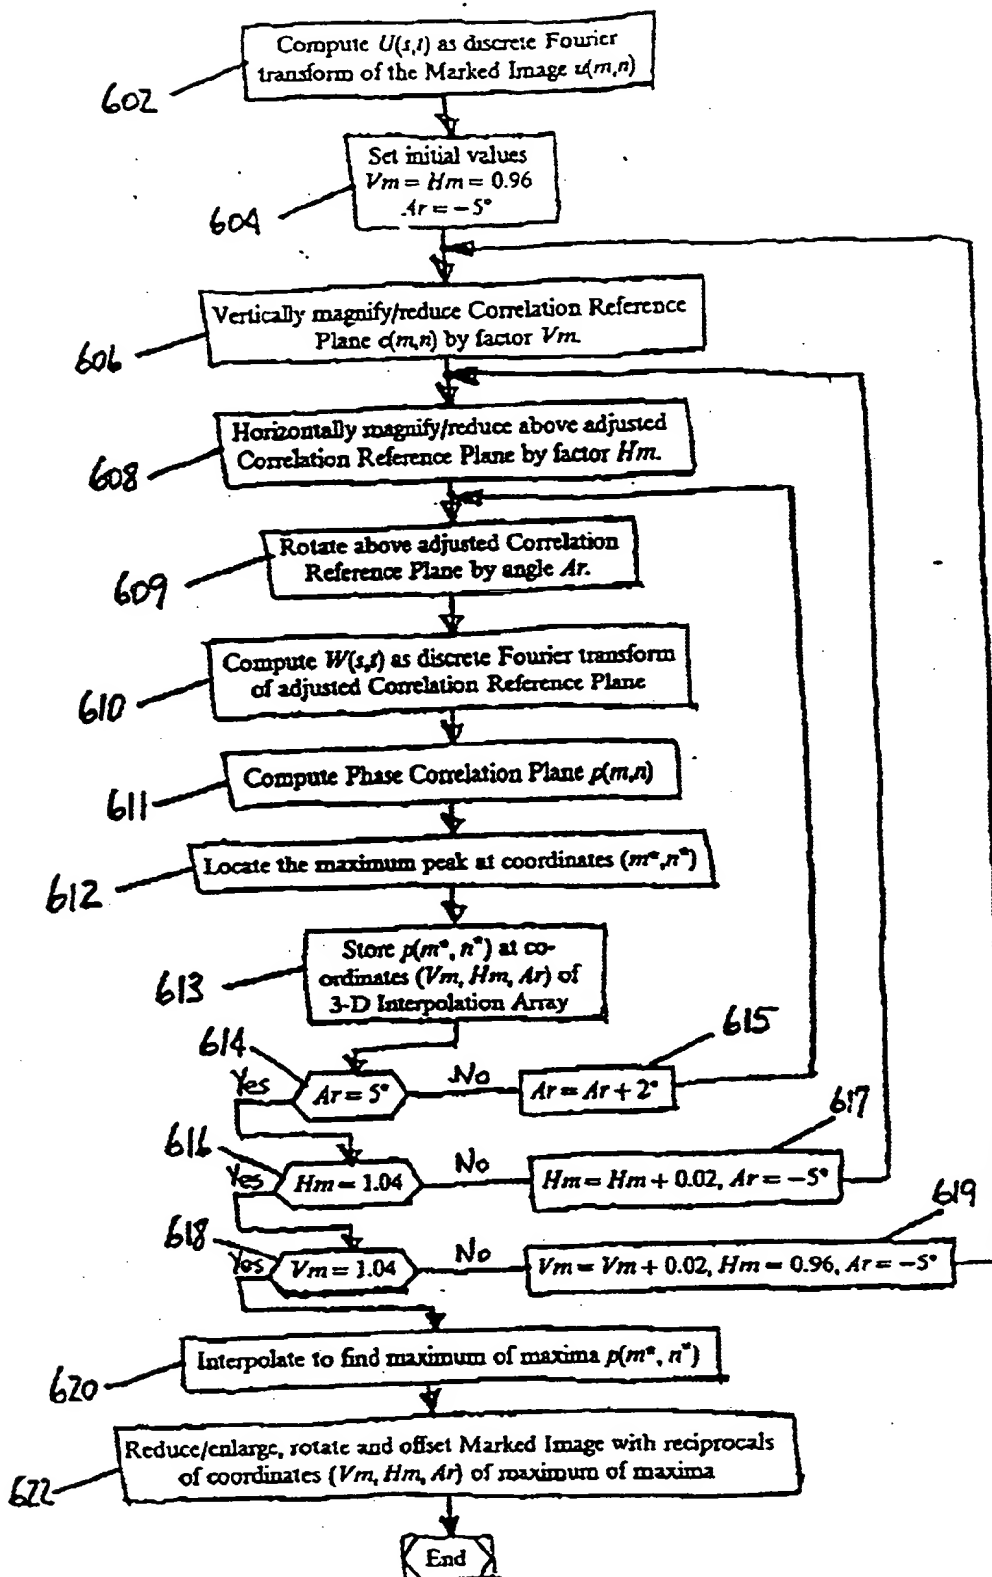 Compute U(s,t) as discrete Fourier
transform of the Marked Image u(m,n)
602
Set initial values
Vm = Hm = 0.96
Ar = −5°
604
Vertically magnify/reduce Correlation Reference
Plane c(m,n) by factor Vm.
606
Horizontally magnify/reduce above adjusted
Correlation Reference Plane by factor Hm.
608
Rotate above adjusted Correlation
Reference Plane by angle Ar.
609
Compute W(s,t) as discrete Fourier transform
of adjusted Correlation Reference Plane
610
Compute Phase Correlation Plane p(m,n)
611
Locate the maximum peak at coordinates (m*,n*)
612
Store p(m*, n*) at co-
ordinates (Vm, Hm, Ar) of
3-D Interpolation Array
613
614
615
Yes
Ar = 5°
No
Ar = Ar + 2°
616
617
Yes
Hm = 1.04
No
Hm = Hm + 0.02, Ar = −5°
618
619
Yes
Vm = 1.04
No
Vm = Vm + 0.02, Hm = 0.96, Ar = −5°
Interpolate to find maximum of maxima p(m*, n*)
620
Reduce/enlarge, rotate and offset Marked Image with reciprocals
of coordinates (Vm, Hm, Ar) of maximum of maxima
622
End